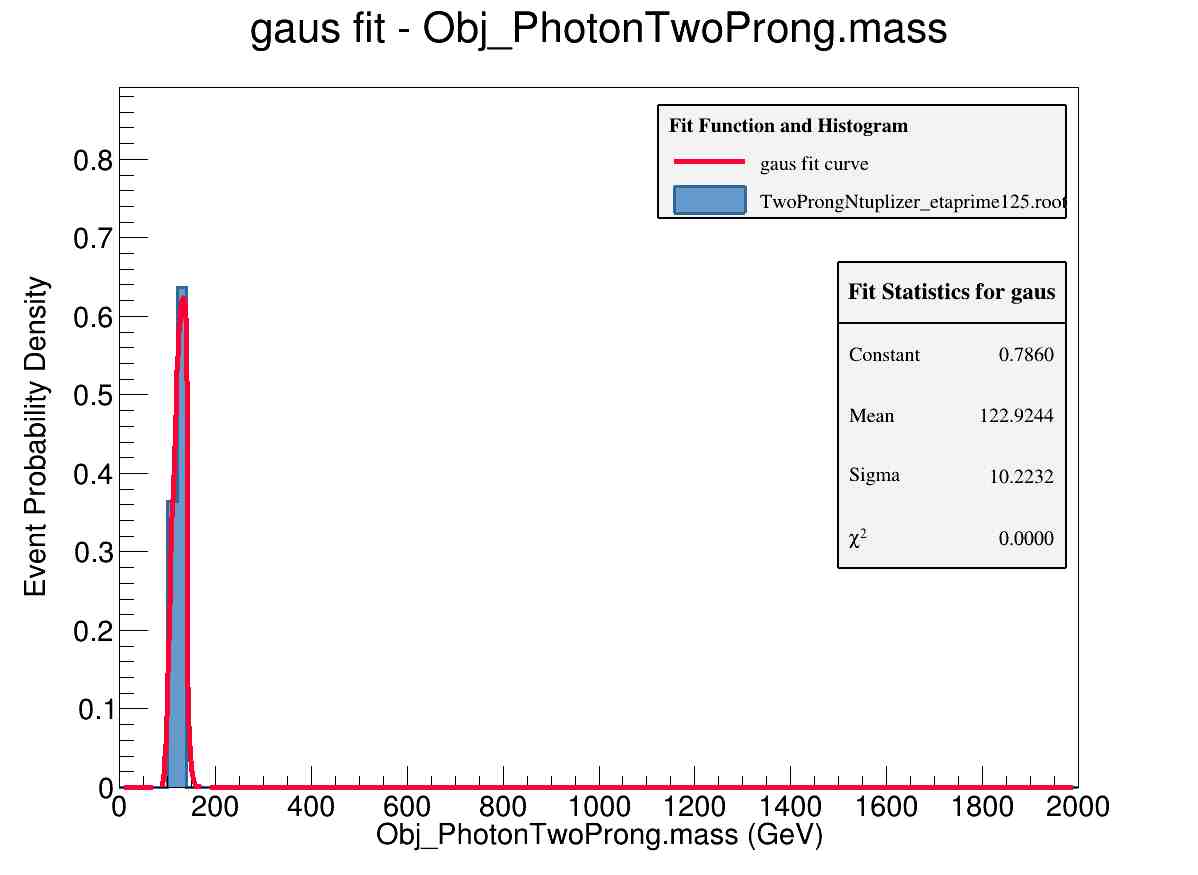 gaus fit - Obj_PhotonTwoProng.mass
Fit Function and Histogram
gaus fit curve
TwoProngNtuplizer_etaprime125.root
Fit Statistics for gaus
Constant 0.7860
Mean 122.9244
Sigma 10.2232
χ² 0.0000
Event Probability Density
0.8
0.7
0.6
0.5
0.4
0.3
0.2
0.1
0
0 200 400 600 800 1000 1200 1400 1600 1800 2000
Obj_PhotonTwoProng.mass (GeV)